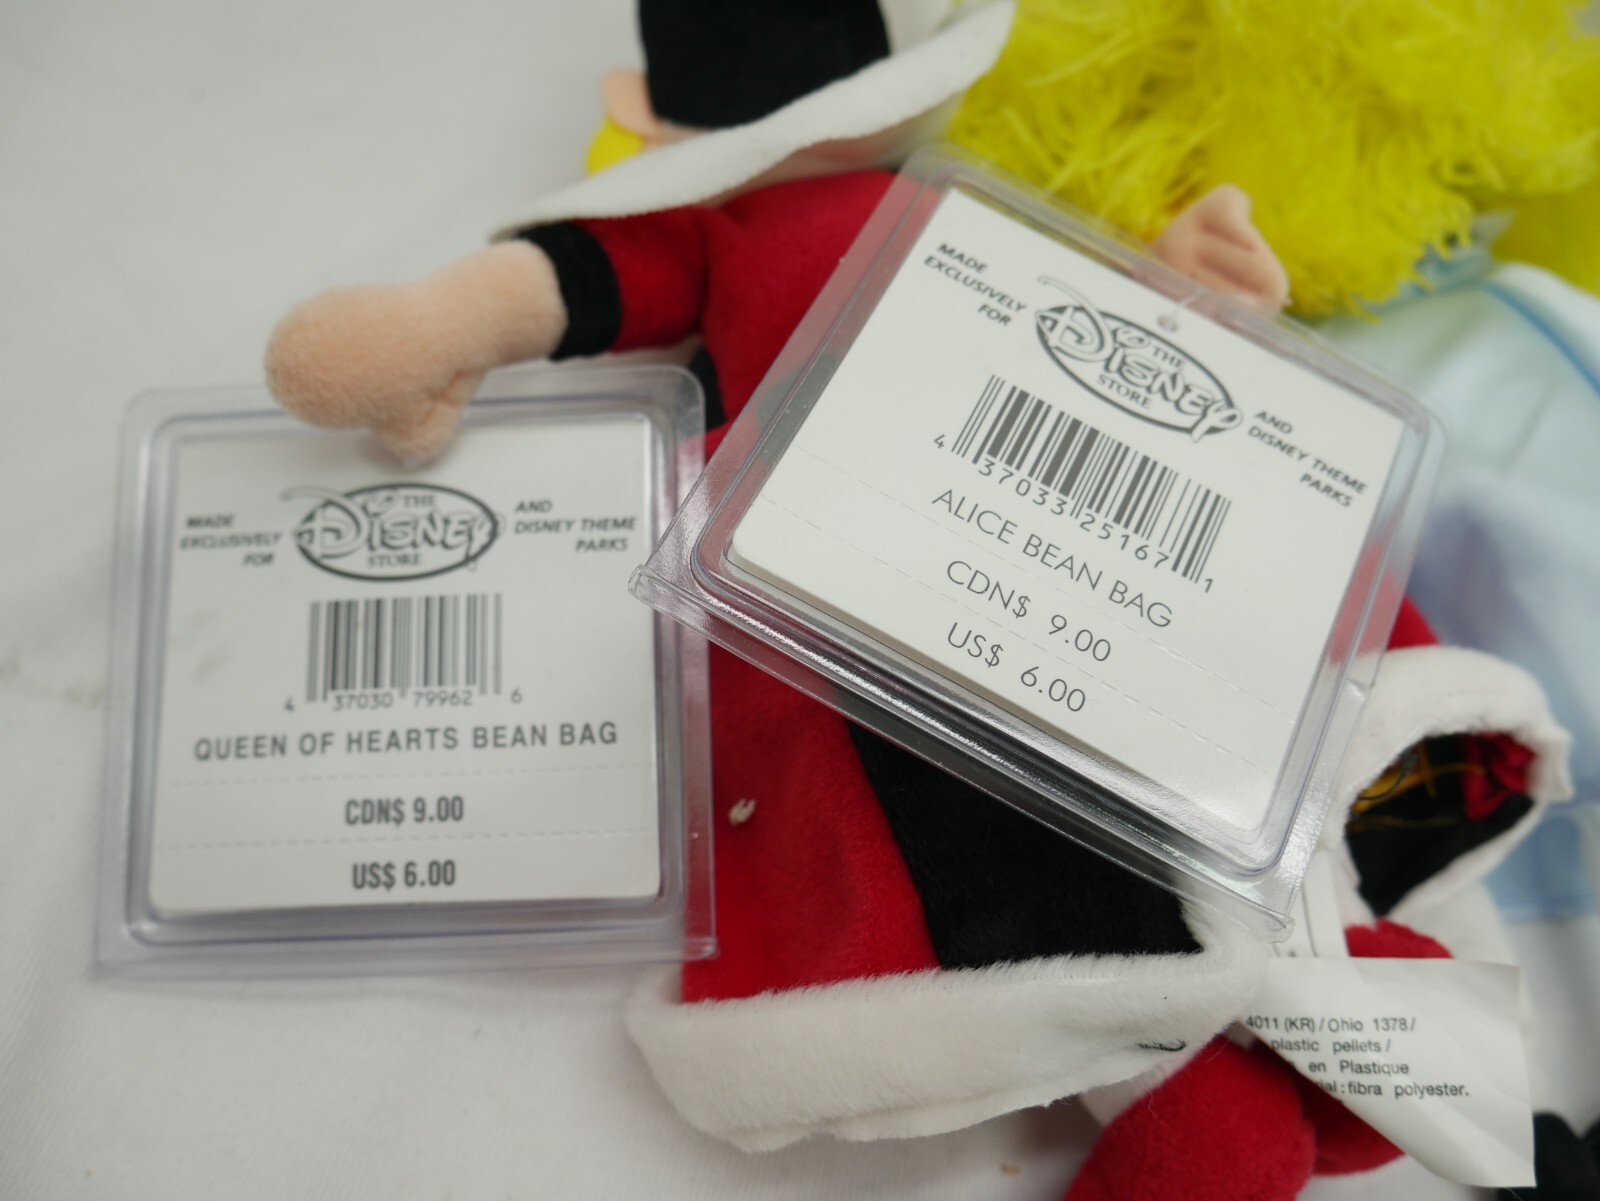 MADE
EXCLUSIVELY
FOR
THE
DISNEY
STORE
AND
DISNEY THEME
PARKS
4 37030 79962 6
QUEEN OF HEARTS BEAN BAG
CDN$ 9.00
US$ 6.00
MADE
EXCLUSIVELY
FOR
THE
DISNEY
STORE
AND
DISNEY THEME
PARKS
4 37033 25167 1
ALICE BEAN BAG
CDN$ 9.00
US$ 6.00
4011 (KR) / Ohio 1378/
plastic pellets /
en Plastique
fibra polyester.